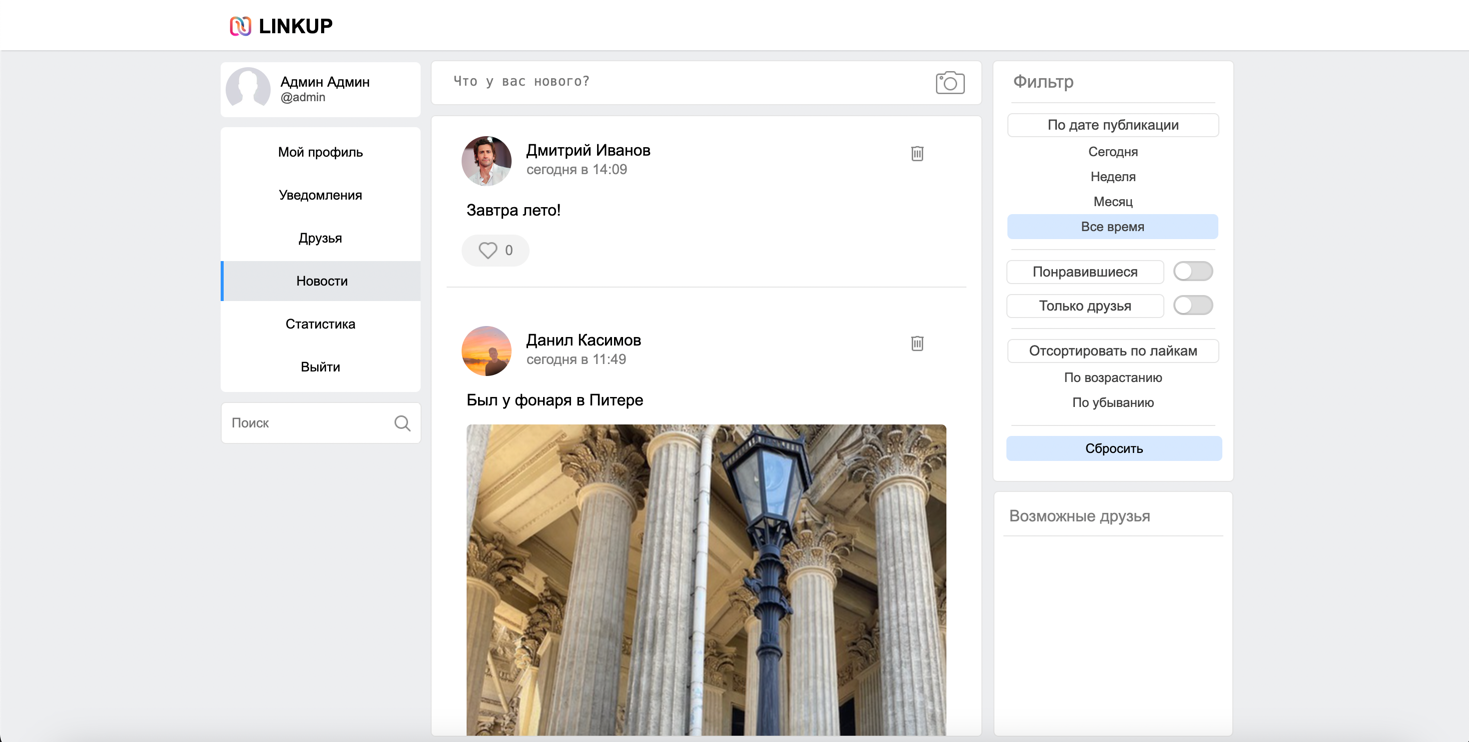 LINKUP
Админ Админ
@admin
Мой профиль
Уведомления
Друзья
Новости
Статистика
Выйти
Поиск
Что у вас нового?
Дмитрий Иванов
сегодня в 14:09
Завтра лето!
0
Данил Касимов
сегодня в 11:49
Был у фонаря в Питере
Фильтр
По дате публикации
Сегодня
Неделя
Месяц
Все время
Понравившиеся
Только друзья
Отсортировать по лайкам
По возрастанию
По убыванию
Сбросить
Возможные друзья